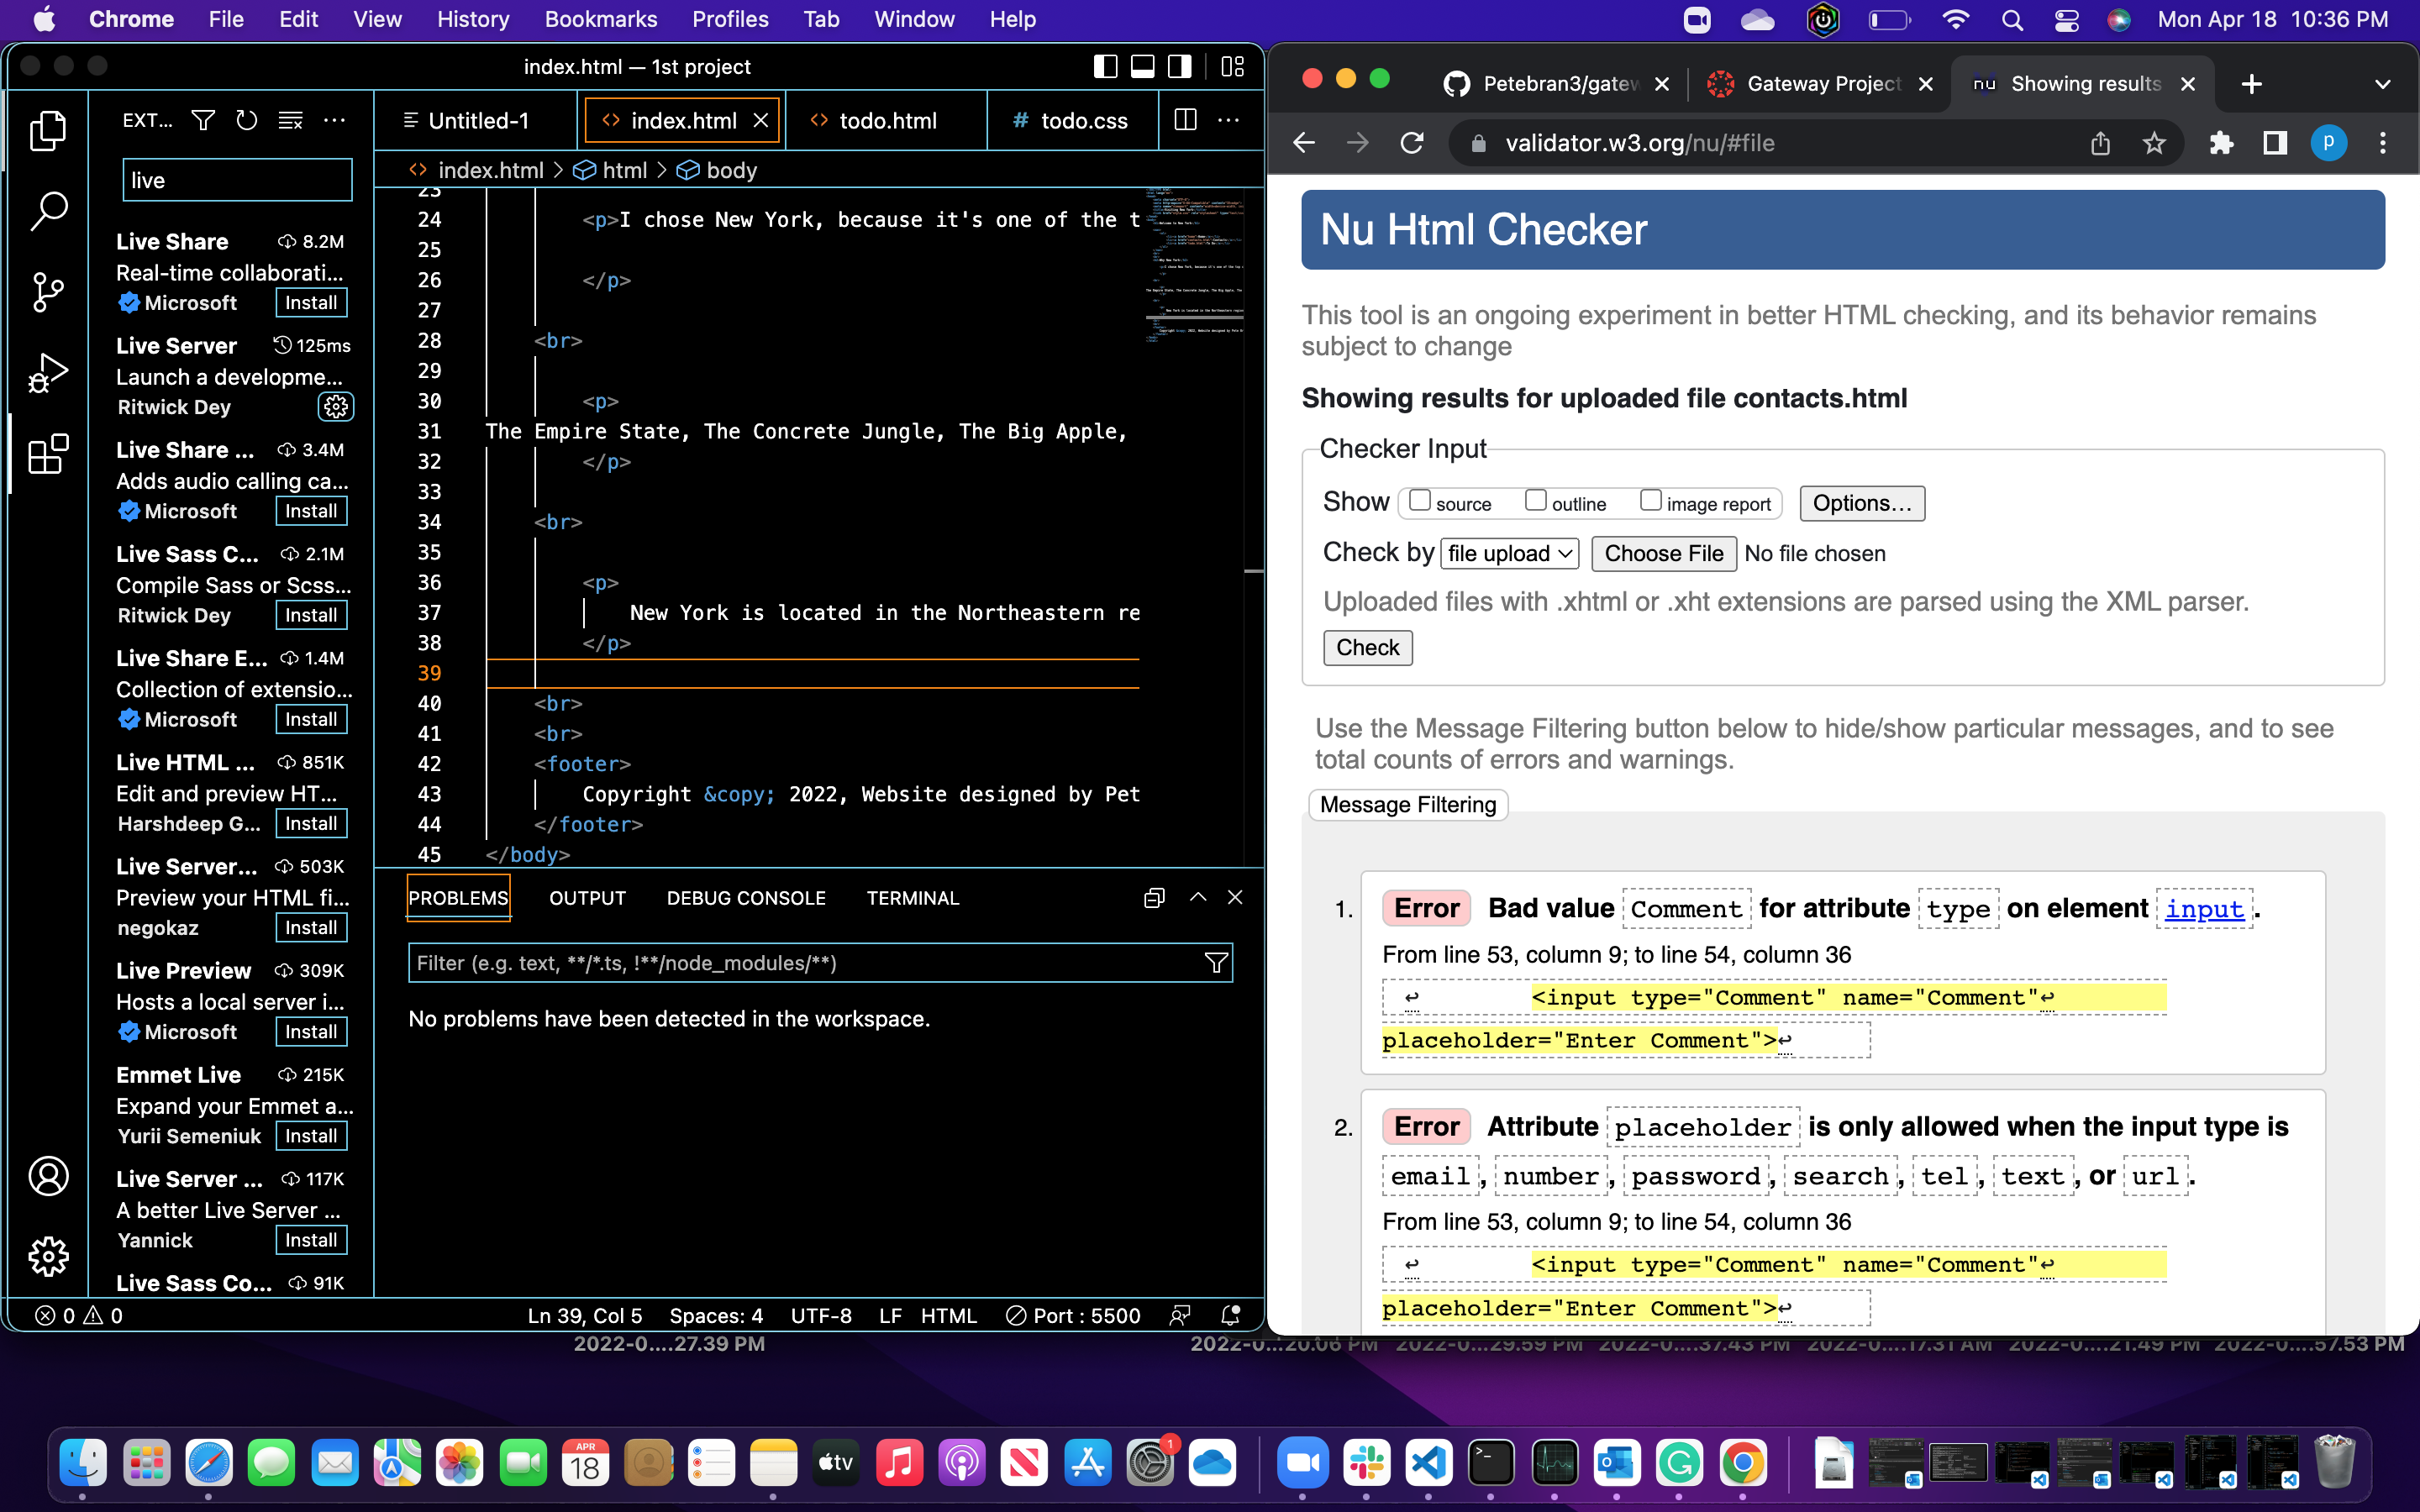 Chrome File Edit View History Bookmarks Profiles Tab Window Help Mon Apr 18 10:36 PM
index.html — 1st project
EXT...
live
Live Share 8.2M
Real-time collaborati...
Microsoft Install
Live Server 125ms
Launch a developme...
Ritwick Dey
Live Share ... 3.4M
Adds audio calling ca...
Microsoft Install
Live Sass C... 2.1M
Compile Sass or Scss...
Ritwick Dey Install
Live Share E... 1.4M
Collection of extensio...
Microsoft Install
Live HTML ... 851K
Edit and preview HT...
Harshdeep G... Install
Live Server... 503K
Preview your HTML fi...
negokaz Install
Live Preview 309K
Hosts a local server i...
Microsoft Install
Emmet Live 215K
Expand your Emmet a...
Yurii Semeniuk Install
Live Server ... 117K
A better Live Server ...
Yannick Install
Live Sass Co... 91K
Untitled-1 index.html todo.html # todo.css
index.html > html > body
23
24 <p>I chose New York, because it's one of the t
25
26 </p>
27
28 <br>
29
30 <p>
31 The Empire State, The Concrete Jungle, The Big Apple,
32 </p>
33
34 <br>
35
36 <p>
37 New York is located in the Northeastern re
38 </p>
39
40 <br>
41 <br>
42 <footer>
43 Copyright &copy; 2022, Website designed by Pet
44 </footer>
45 </body>
PROBLEMS OUTPUT DEBUG CONSOLE TERMINAL
Filter (e.g. text, **/*.ts, !**/node_modules/**)
No problems have been detected in the workspace.
0 0 Ln 39, Col 5 Spaces: 4 UTF-8 LF HTML Port : 5500
Petebran3/gatew Gateway Project nu Showing results
validator.w3.org/nu/#file p
Nu Html Checker
This tool is an ongoing experiment in better HTML checking, and its behavior remains
subject to change
Showing results for uploaded file contacts.html
Checker Input
Show source outline image report Options...
Check by file upload Choose File No file chosen
Uploaded files with .xhtml or .xht extensions are parsed using the XML parser.
Check
Use the Message Filtering button below to hide/show particular messages, and to see
total counts of errors and warnings.
Message Filtering
1. Error Bad value Comment for attribute type on element input.
From line 53, column 9; to line 54, column 36
↩ <input type="Comment" name="Comment"↩
placeholder="Enter Comment">↩
2. Error Attribute placeholder is only allowed when the input type is
email, number, password, search, tel, text, or url.
From line 53, column 9; to line 54, column 36
↩ <input type="Comment" name="Comment"↩
placeholder="Enter Comment">↩
2022-0....27.39 PM 2022-0...20.06 PM 2022-0...29.59 PM 2022-0....37.43 PM 2022-0....17.31 AM 2022-0....21.49 PM 2022-0....57.53 PM
APR
18
tv
1